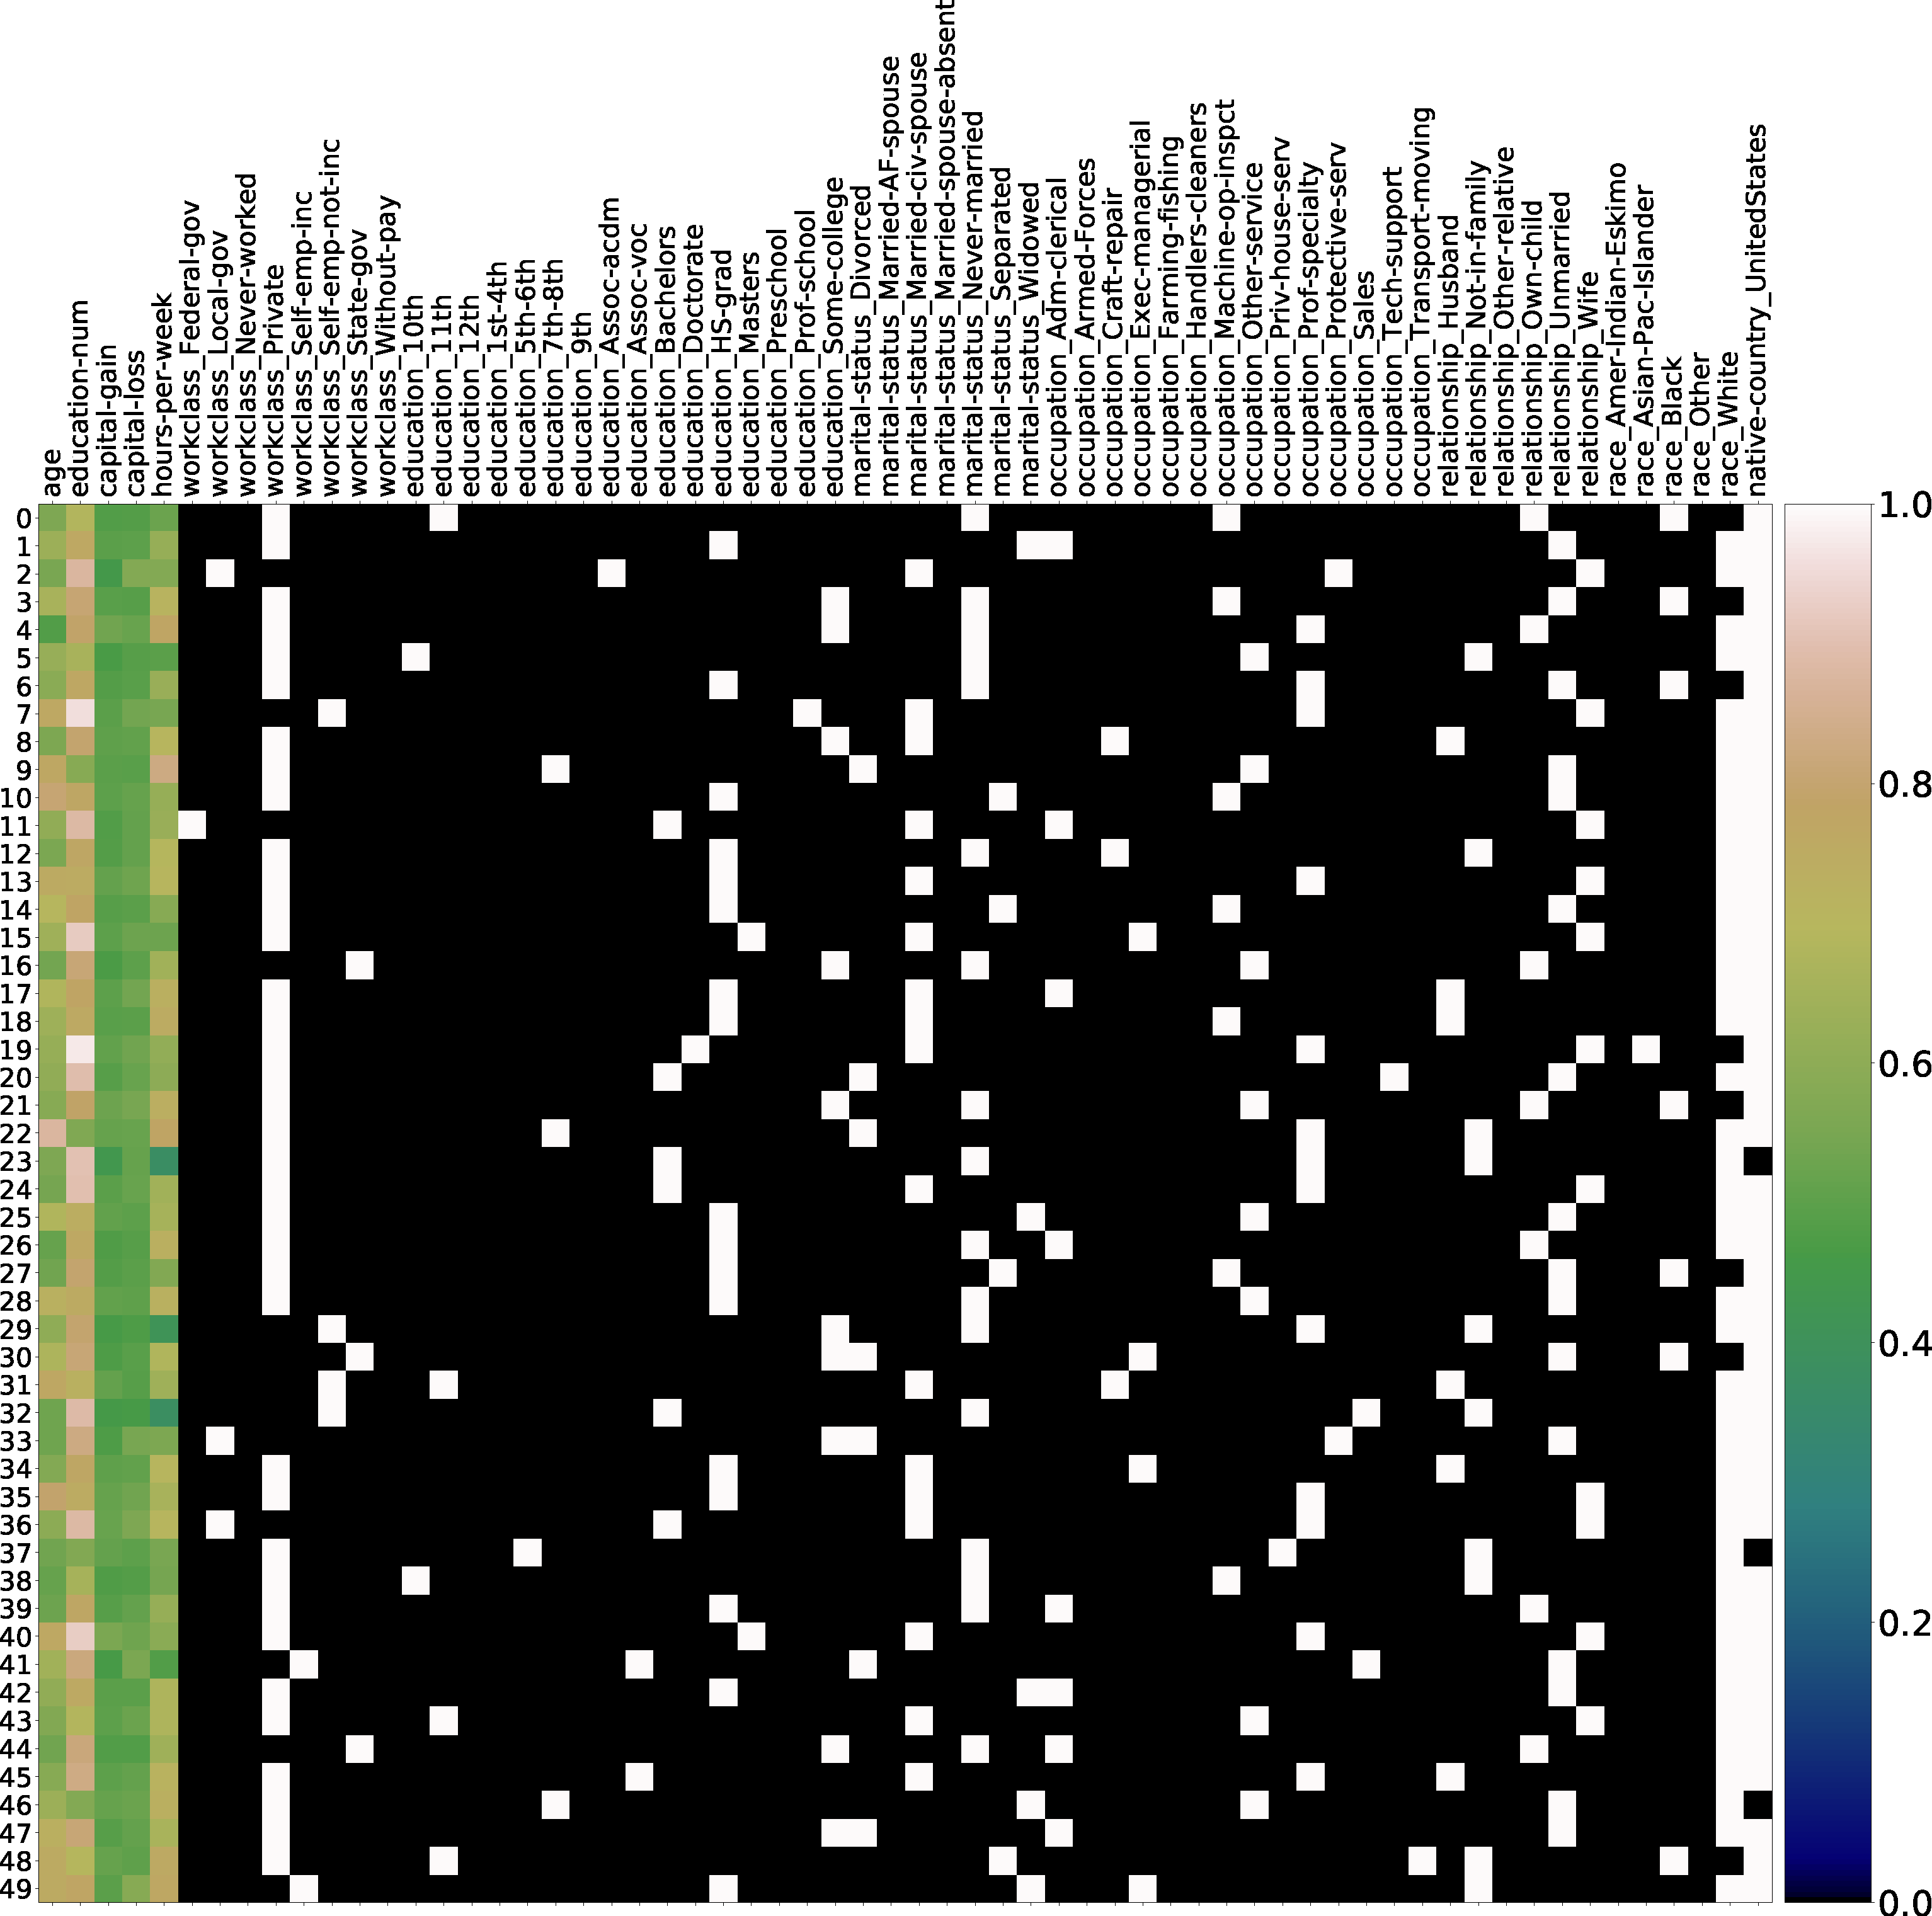 age
education-num
capital-gain
capital-loss
hours-per-week
workclass_Federal-gov
workclass_Local-gov
workclass_Never-worked
workclass_Private
workclass_Self-emp-inc
workclass_Self-emp-not-inc
workclass_State-gov
workclass_Without-pay
education_10th
education_11th
education_12th
education_1st-4th
education_5th-6th
education_7th-8th
education_9th
education_Assoc-acdm
education_Assoc-voc
education_Bachelors
education_Doctorate
education_HS-grad
education_Masters
education_Preschool
education_Prof-school
education_Some-college
marital-status_Divorced
marital-status_Married-AF-spouse
marital-status_Married-civ-spouse
marital-status_Married-spouse-absent
marital-status_Never-married
marital-status_Separated
marital-status_Widowed
occupation_Adm-clerical
occupation_Armed-Forces
occupation_Craft-repair
occupation_Exec-managerial
occupation_Farming-fishing
occupation_Handlers-cleaners
occupation_Machine-op-inspct
occupation_Other-service
occupation_Priv-house-serv
occupation_Prof-specialty
occupation_Protective-serv
occupation_Sales
occupation_Tech-support
occupation_Transport-moving
relationship_Husband
relationship_Not-in-family
relationship_Other-relative
relationship_Own-child
relationship_Unmarried
relationship_Wife
race_Amer-Indian-Eskimo
race_Asian-Pac-Islander
race_Black
race_Other
race_White
native-country_UnitedStates
0
1
2
3
4
5
6
7
8
9
10
11
12
13
14
15
16
17
18
19
20
21
22
23
24
25
26
27
28
29
30
31
32
33
34
35
36
37
38
39
40
41
42
43
44
45
46
47
48
49
1.0
0.8
0.6
0.4
0.2
0.0